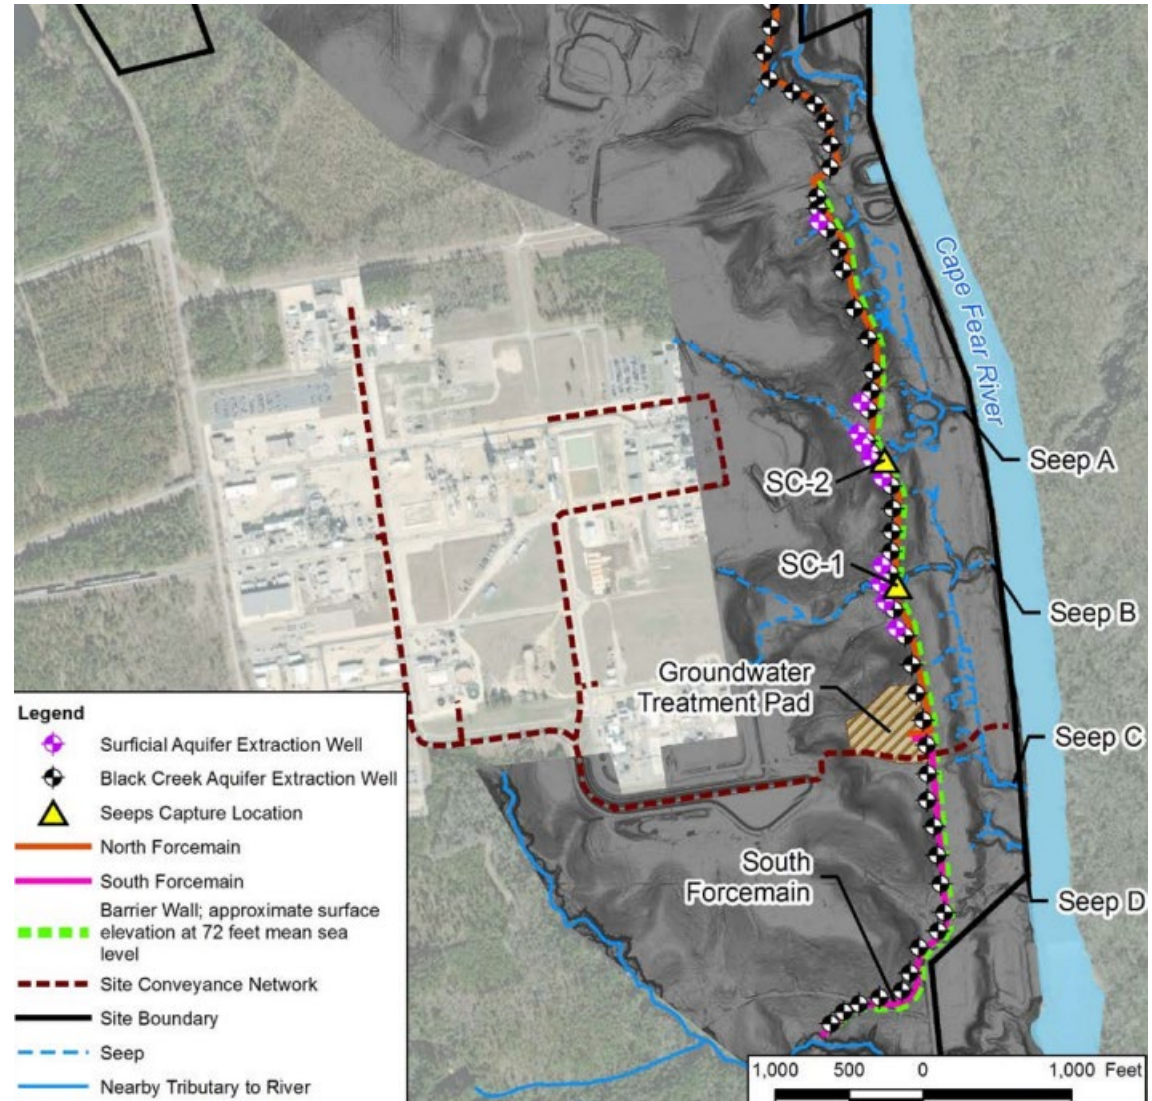 Cape Fear River
Seep A
SC-2
SC-1
Seep B
Groundwater
Treatment Pad
Seep C
South
Forcemain
Seep D
Legend
Surficial Aquifer Extraction Well
Black Creek Aquifer Extraction Well
Seeps Capture Location
North Forcemain
South Forcemain
Barrier Wall; approximate surface
elevation at 72 feet mean sea
level
Site Conveyance Network
Site Boundary
Seep
Nearby Tributary to River
1,000 500 0 1,000 Feet